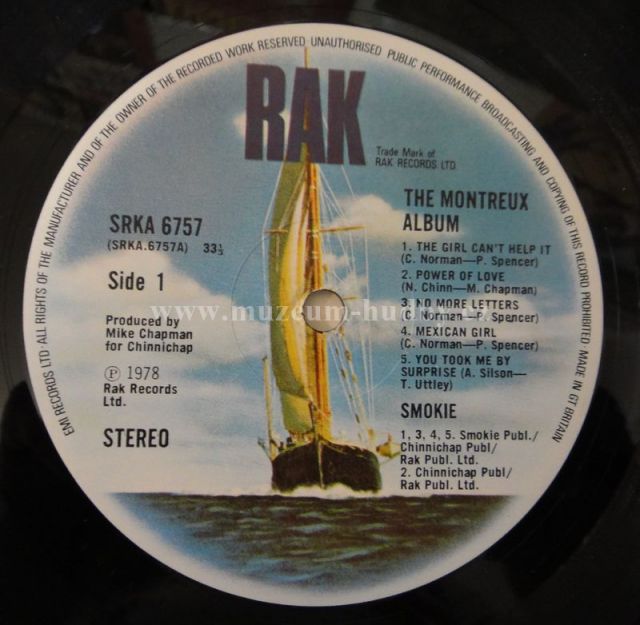 EMI RECORDS LTD·ALL RIGHTS OF THE MANUFACTURER AND OF THE OWNER OF THE RECORDED WORK RESERVED UNAUTHORISED PUBLIC PERFORMANCE BROADCASTING AND COPYING OF THIS RECORD PROHIBITED·MADE IN GT BRITAIN
RAK
Trade Mark of
RAK RECORDS LTD.
SRKA 6757
(SRKA.6757A) 33⅓
Side 1
Produced by
Mike Chapman
for Chinnichap
Ⓟ 1978
Rak Records
Ltd.
STEREO
THE MONTREUX
ALBUM
1. THE GIRL CAN'T HELP IT
(C. Norman—P. Spencer)
2. POWER OF LOVE
(N. Chinn—M. Chapman)
3. NO MORE LETTERS
(C. Norman—P. Spencer)
4. MEXICAN GIRL
(C. Norman—P. Spencer)
5. YOU TOOK ME BY
SURPRISE (A. Silson—
T. Uttley)
SMOKIE
1, 3, 4, 5. Smokie Publ./
Chinnichap Publ/
Rak Publ. Ltd.
2. Chinnichap Publ/
Rak Publ. Ltd.